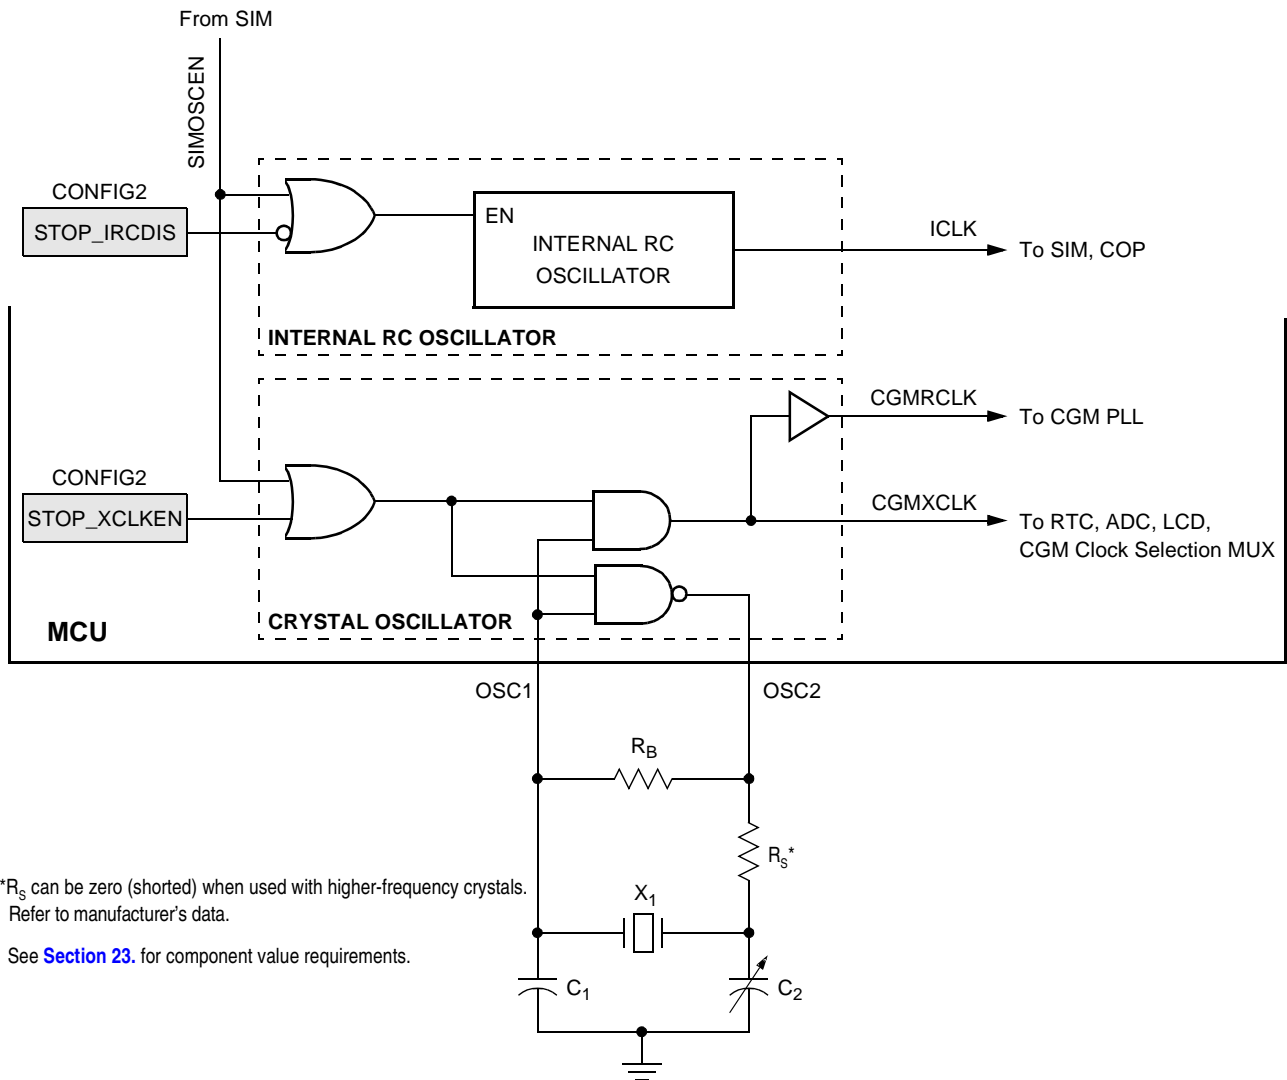 From SIM
SIMOSCEN
CONFIG2
STOP_IRCDIS
EN
INTERNAL RC
OSCILLATOR
ICLK
To SIM, COP
INTERNAL RC OSCILLATOR
CGMRCLK
To CGM PLL
CONFIG2
STOP_XCLKEN
CGMXCLK
To RTC, ADC, LCD,
CGM Clock Selection MUX
CRYSTAL OSCILLATOR
MCU
OSC1
OSC2
RB
RS*
*RS can be zero (shorted) when used with higher-frequency crystals.
Refer to manufacturer's data.
X1
See Section 23. for component value requirements.
C1
C2